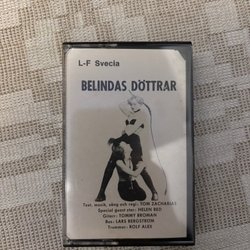 L-F Svecia
BELINDAS DÖTTRAR
Text, musik, sång och regi: TOM ZACHARIAS
Special guest star: HELEN BED
Gitarr: TOMMY BROMAN
Bas: LARS BERGSTRÖM
Trummor: ROLF ALEX